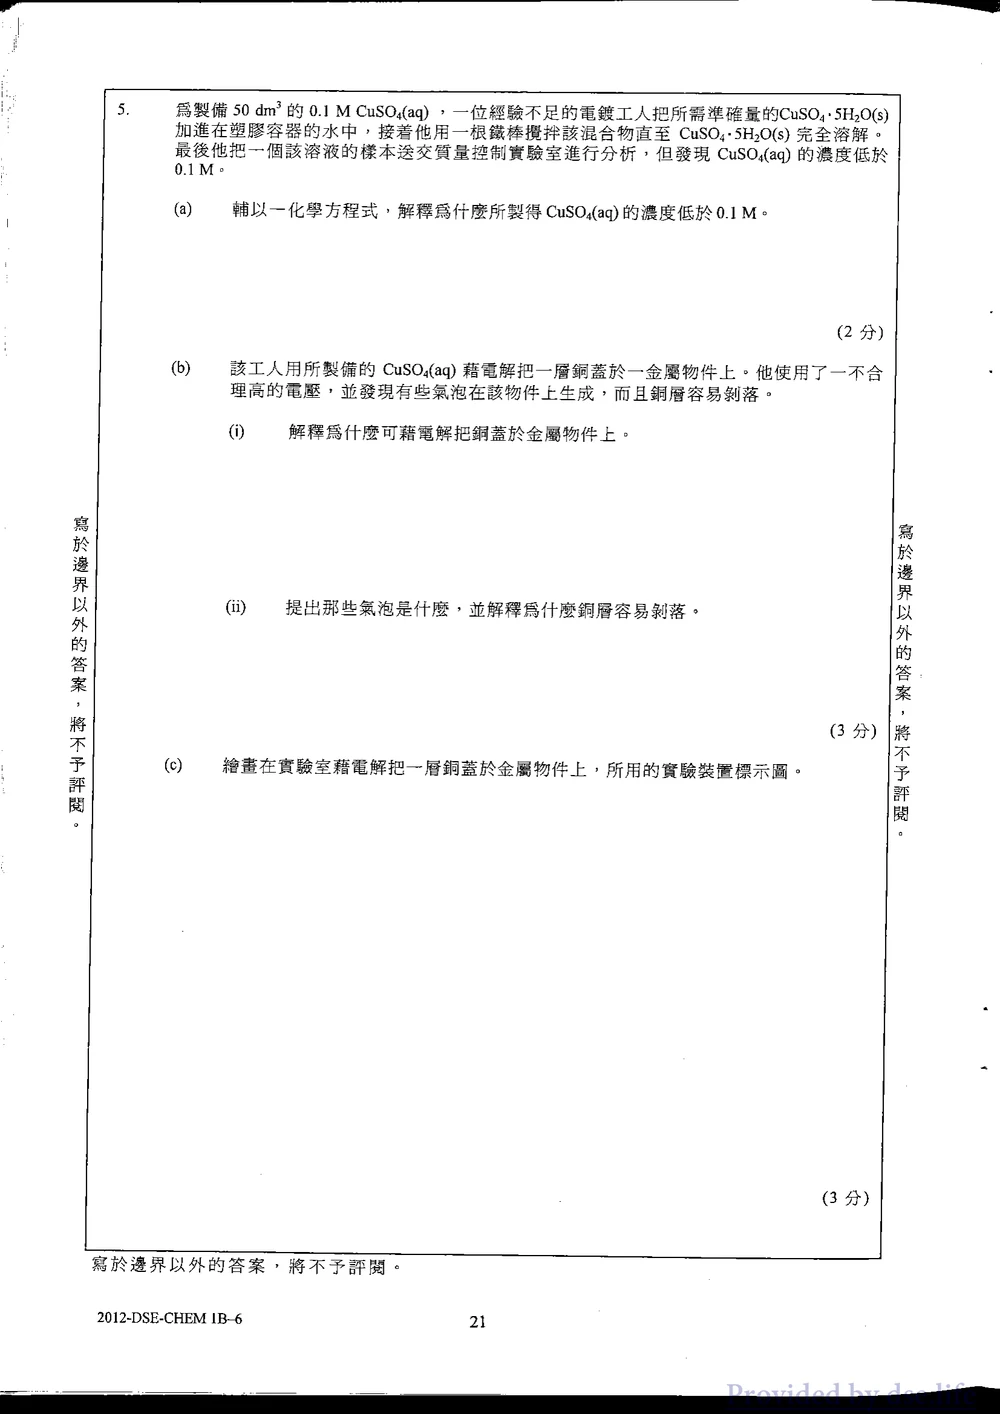 5. 爲製備 50 dm³ 的 0.1 M CuSO₄(aq) ，一位經驗不足的電鍍工人把所需準確量的CuSO₄·5H₂O(s)
加進在塑膠容器的水中，接着他用一根鐵棒攪拌該混合物直至 CuSO₄·5H₂O(s) 完全溶解。
最後他把一個該溶液的樣本送交質量控制實驗室進行分析，但發現 CuSO₄(aq) 的濃度低於
0.1 M。
(a) 輔以一化學方程式，解釋爲什麼所製得 CuSO₄(aq) 的濃度低於 0.1 M。
(2 分)
(b) 該工人用所製備的 CuSO₄(aq) 藉電解把一層銅蓋於一金屬物件上。他使用了一不合
理高的電壓，並發現有些氣泡在該物件上生成，而且銅層容易剝落。
(i) 解釋爲什麼可藉電解把銅蓋於金屬物件上。
(ii) 提出那些氣泡是什麼，並解釋爲什麼銅層容易剝落。
(3 分)
(c) 繪畫在實驗室藉電解把一層銅蓋於金屬物件上，所用的實驗裝置標示圖。
(3 分)
寫於邊界以外的答案，將不予評閱。
寫於邊界以外的答案，將不予評閱。
寫於邊界以外的答案，將不予評閱。
2012-DSE-CHEM 1B–6
21
Provided by dse.life